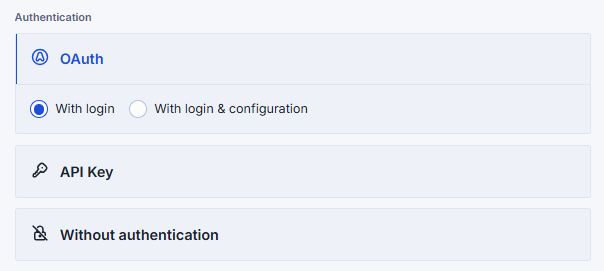 Authentication
OAuth
With login With login & configuration
API Key
Without authentication